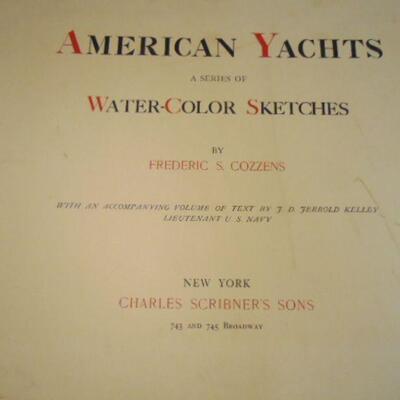 AMERICAN YACHTS
A SERIES OF
WATER-COLOR SKETCHES
BY
FREDERIC S. COZZENS
WITH AN ACCOMPANYING VOLUME OF TEXT BY J. D. JERROLD KELLEY
LIEUTENANT U. S. NAVY
NEW YORK
CHARLES SCRIBNER'S SONS
743 AND 745 BROADWAY